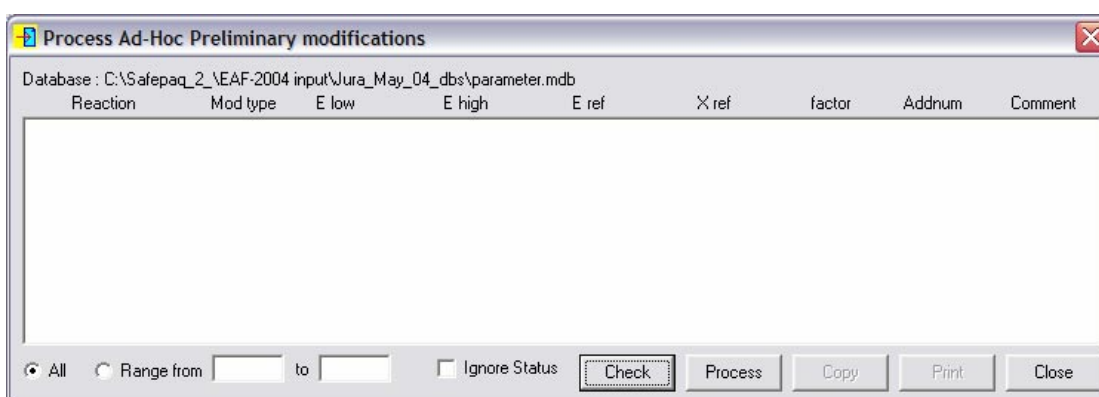 Process Ad-Hoc Preliminary modifications
Database : C:\Safepaq_2_\EAF-2004 input\Jura_May_04_dbs\parameter.mdb
Reaction Mod type E low E high E ref X ref factor Addnum Comment
All Range from to Ignore Status Check Process Copy Print Close